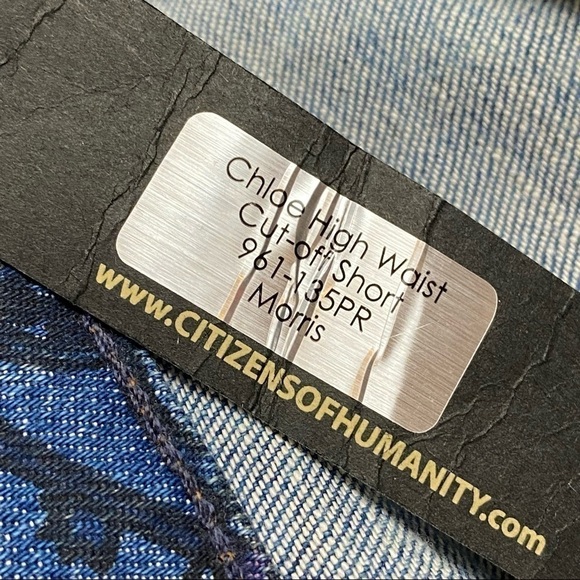 Chloe High Waist
Cut-off Short
961-135PR
Morris
www.CITIZENSOFHUMANITY.com